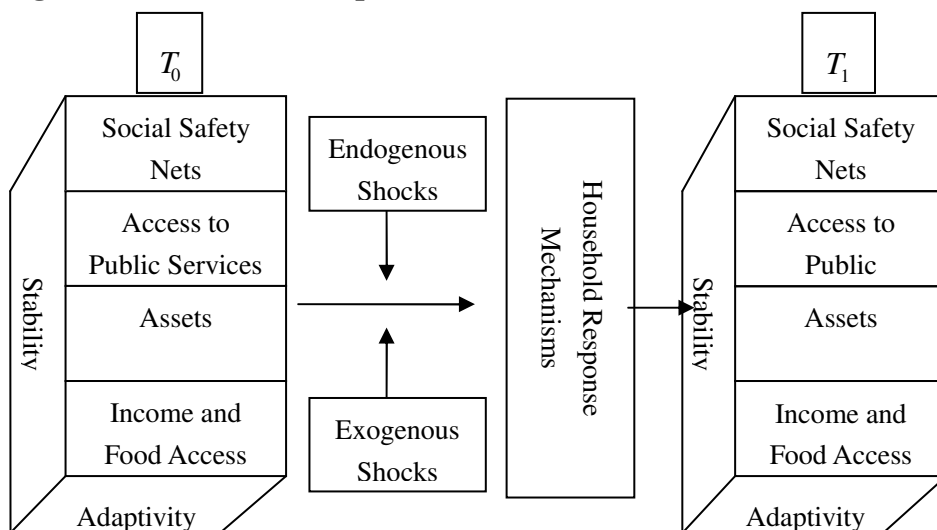 T₀
Social Safety
Nets
Access to
Public Services
Assets
Income and
Food Access
Stability
Adaptivity
Endogenous
Shocks
Exogenous
Shocks
Household Response
Mechanisms
T₁
Social Safety
Nets
Access to
Public
Assets
Income and
Food Access
Stability
Adaptivity